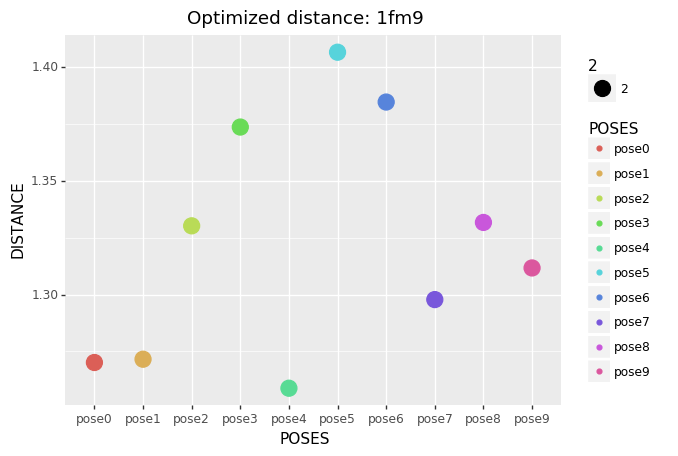 Optimized distance: 1fm9
DISTANCE
1.40
1.35
1.30
pose0 pose1 pose2 pose3 pose4 pose5 pose6 pose7 pose8 pose9
POSES
2
2
POSES
pose0
pose1
pose2
pose3
pose4
pose5
pose6
pose7
pose8
pose9